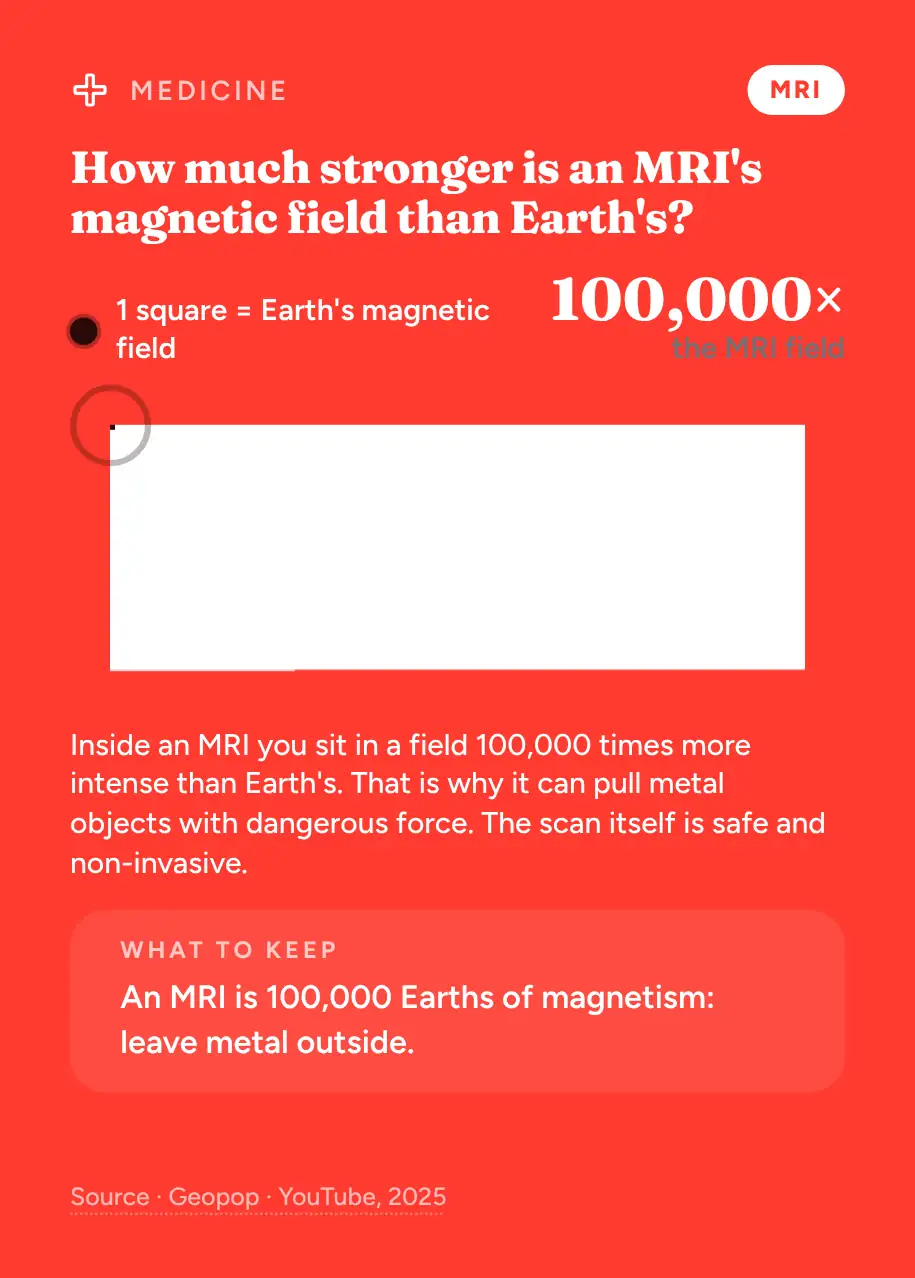 MEDICINE
MRI
How much stronger is an MRI's
magnetic field than Earth's?
1 square = Earth's magnetic
field
100,000×
the MRI field
Inside an MRI you sit in a field 100,000 times more
intense than Earth's. That is why it can pull metal
objects with dangerous force. The scan itself is safe and
non-invasive.
WHAT TO KEEP
An MRI is 100,000 Earths of magnetism:
leave metal outside.
Source · Geopop · YouTube, 2025